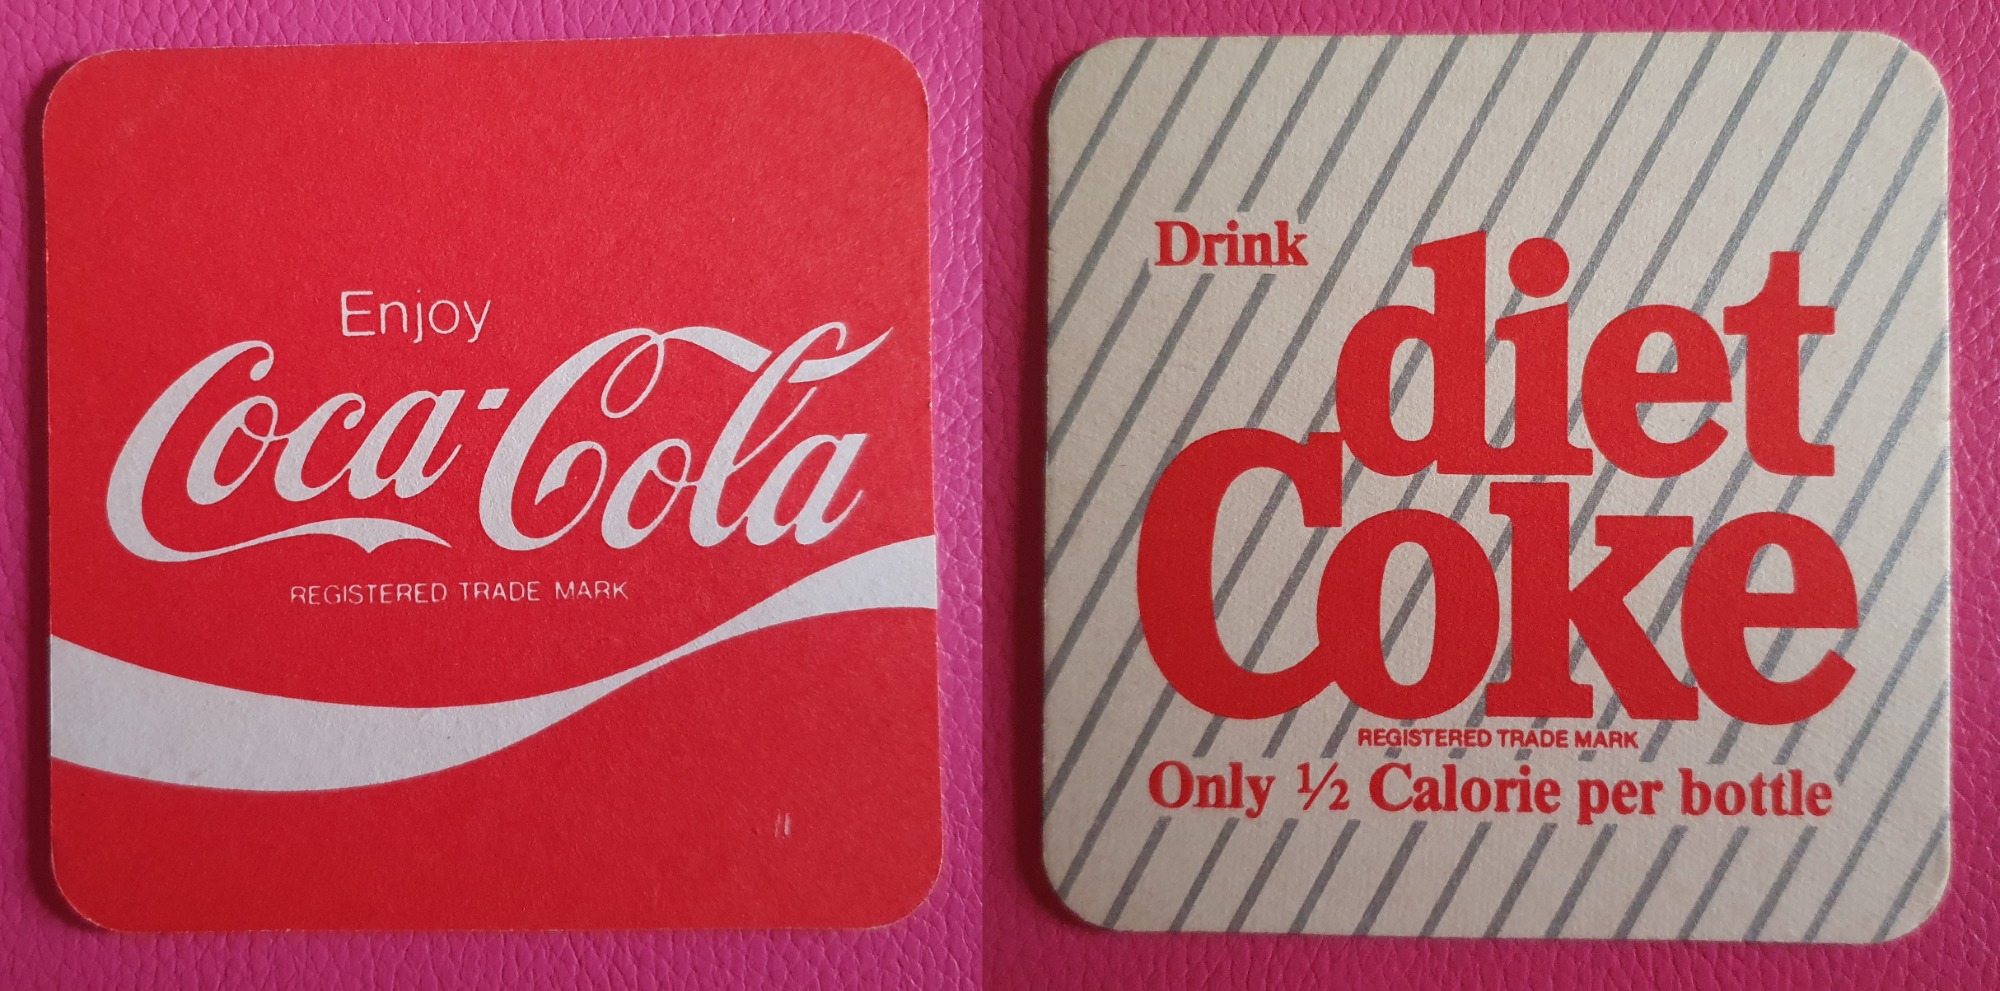 Enjoy
Coca-Cola
REGISTERED TRADE MARK
Drink
diet
Coke
REGISTERED TRADE MARK
Only ½ Calorie per bottle